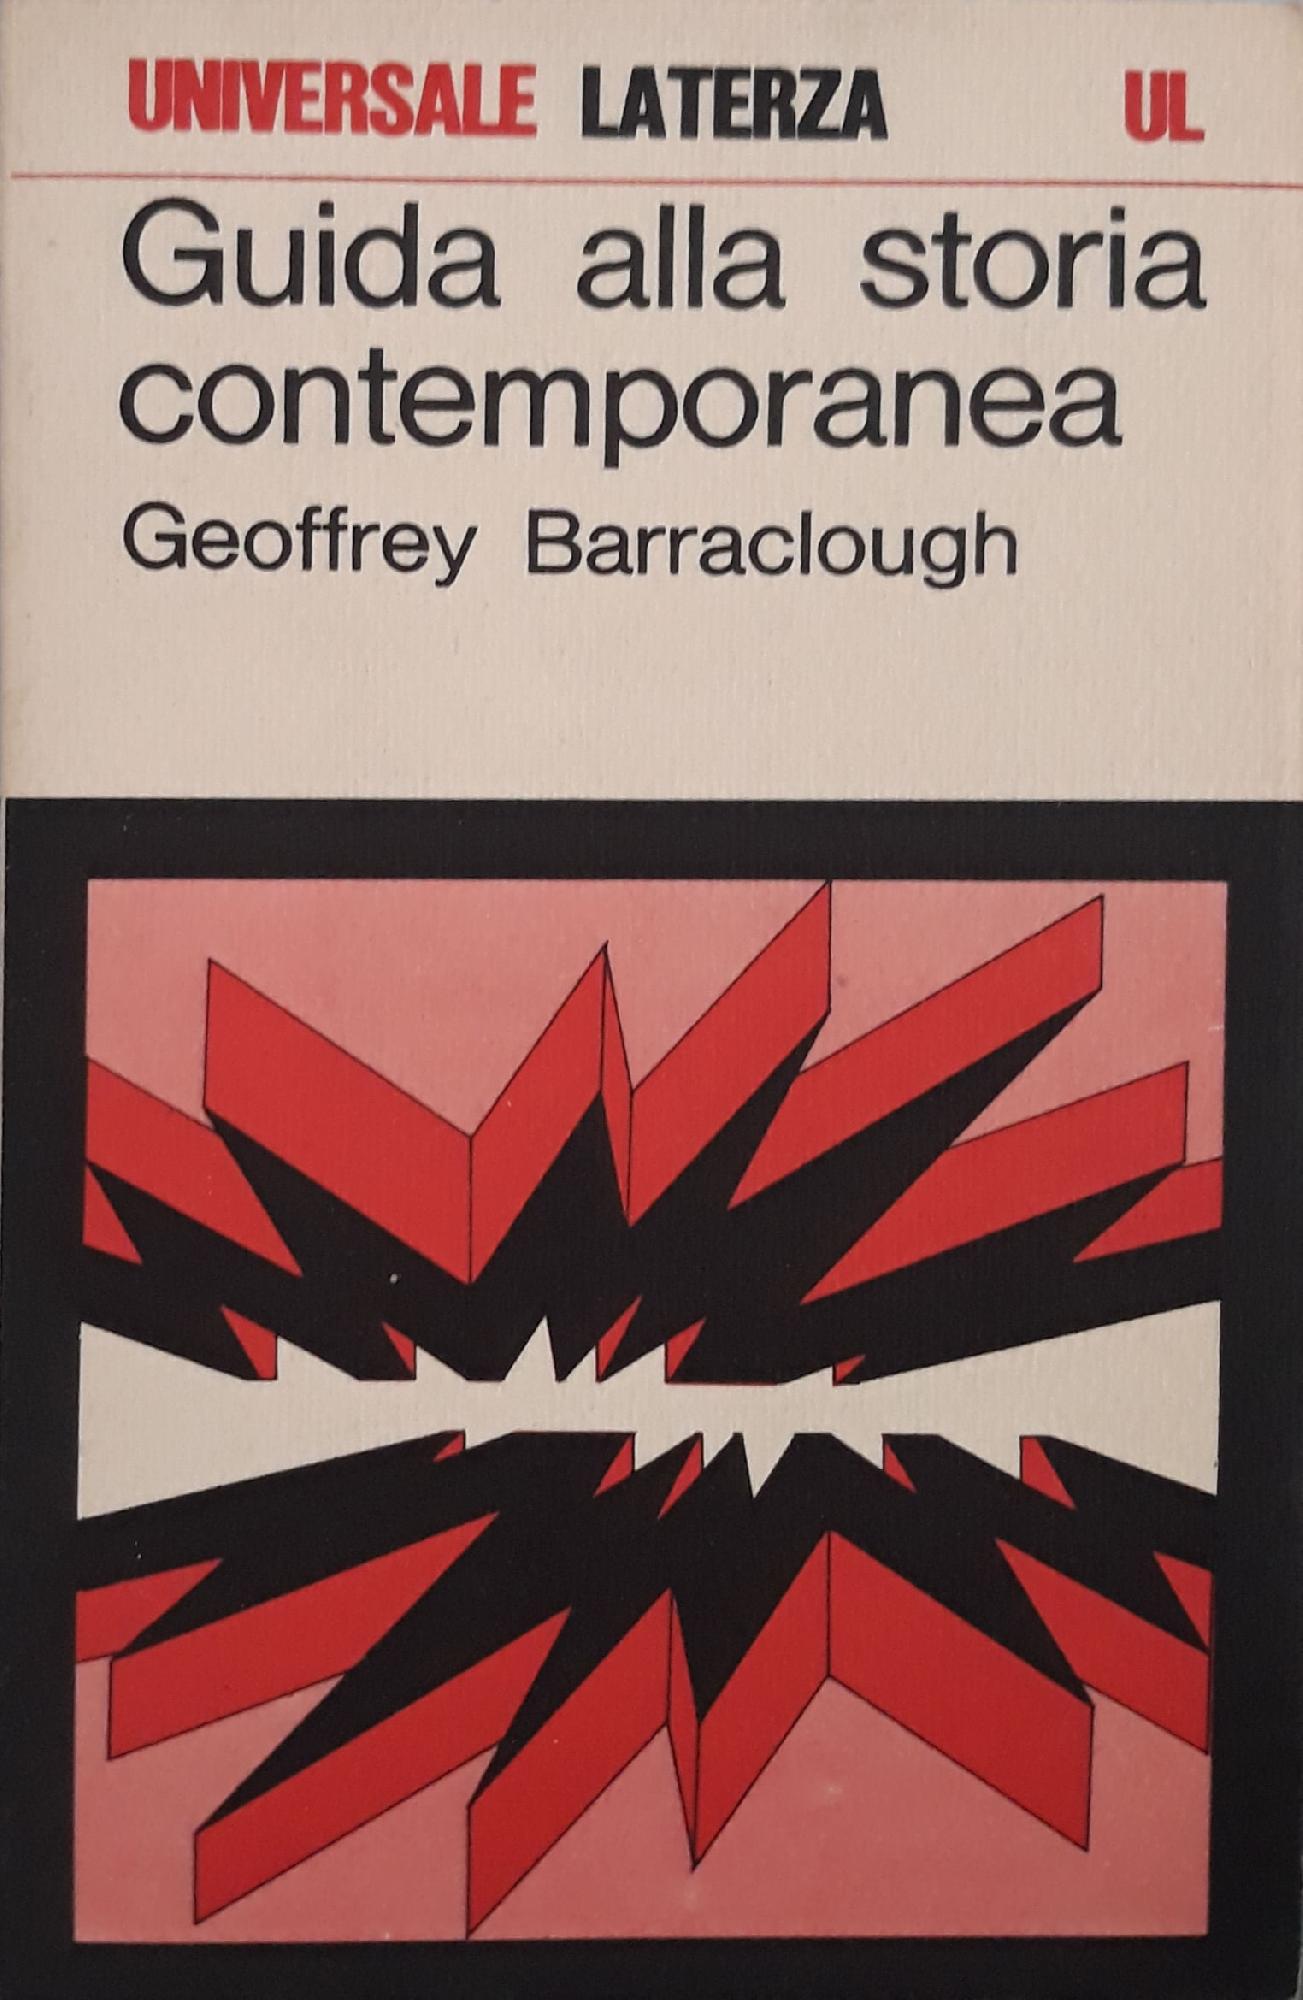 UNIVERSALE LATERZA UL
Guida alla storia
contemporanea
Geoffrey Barraclough